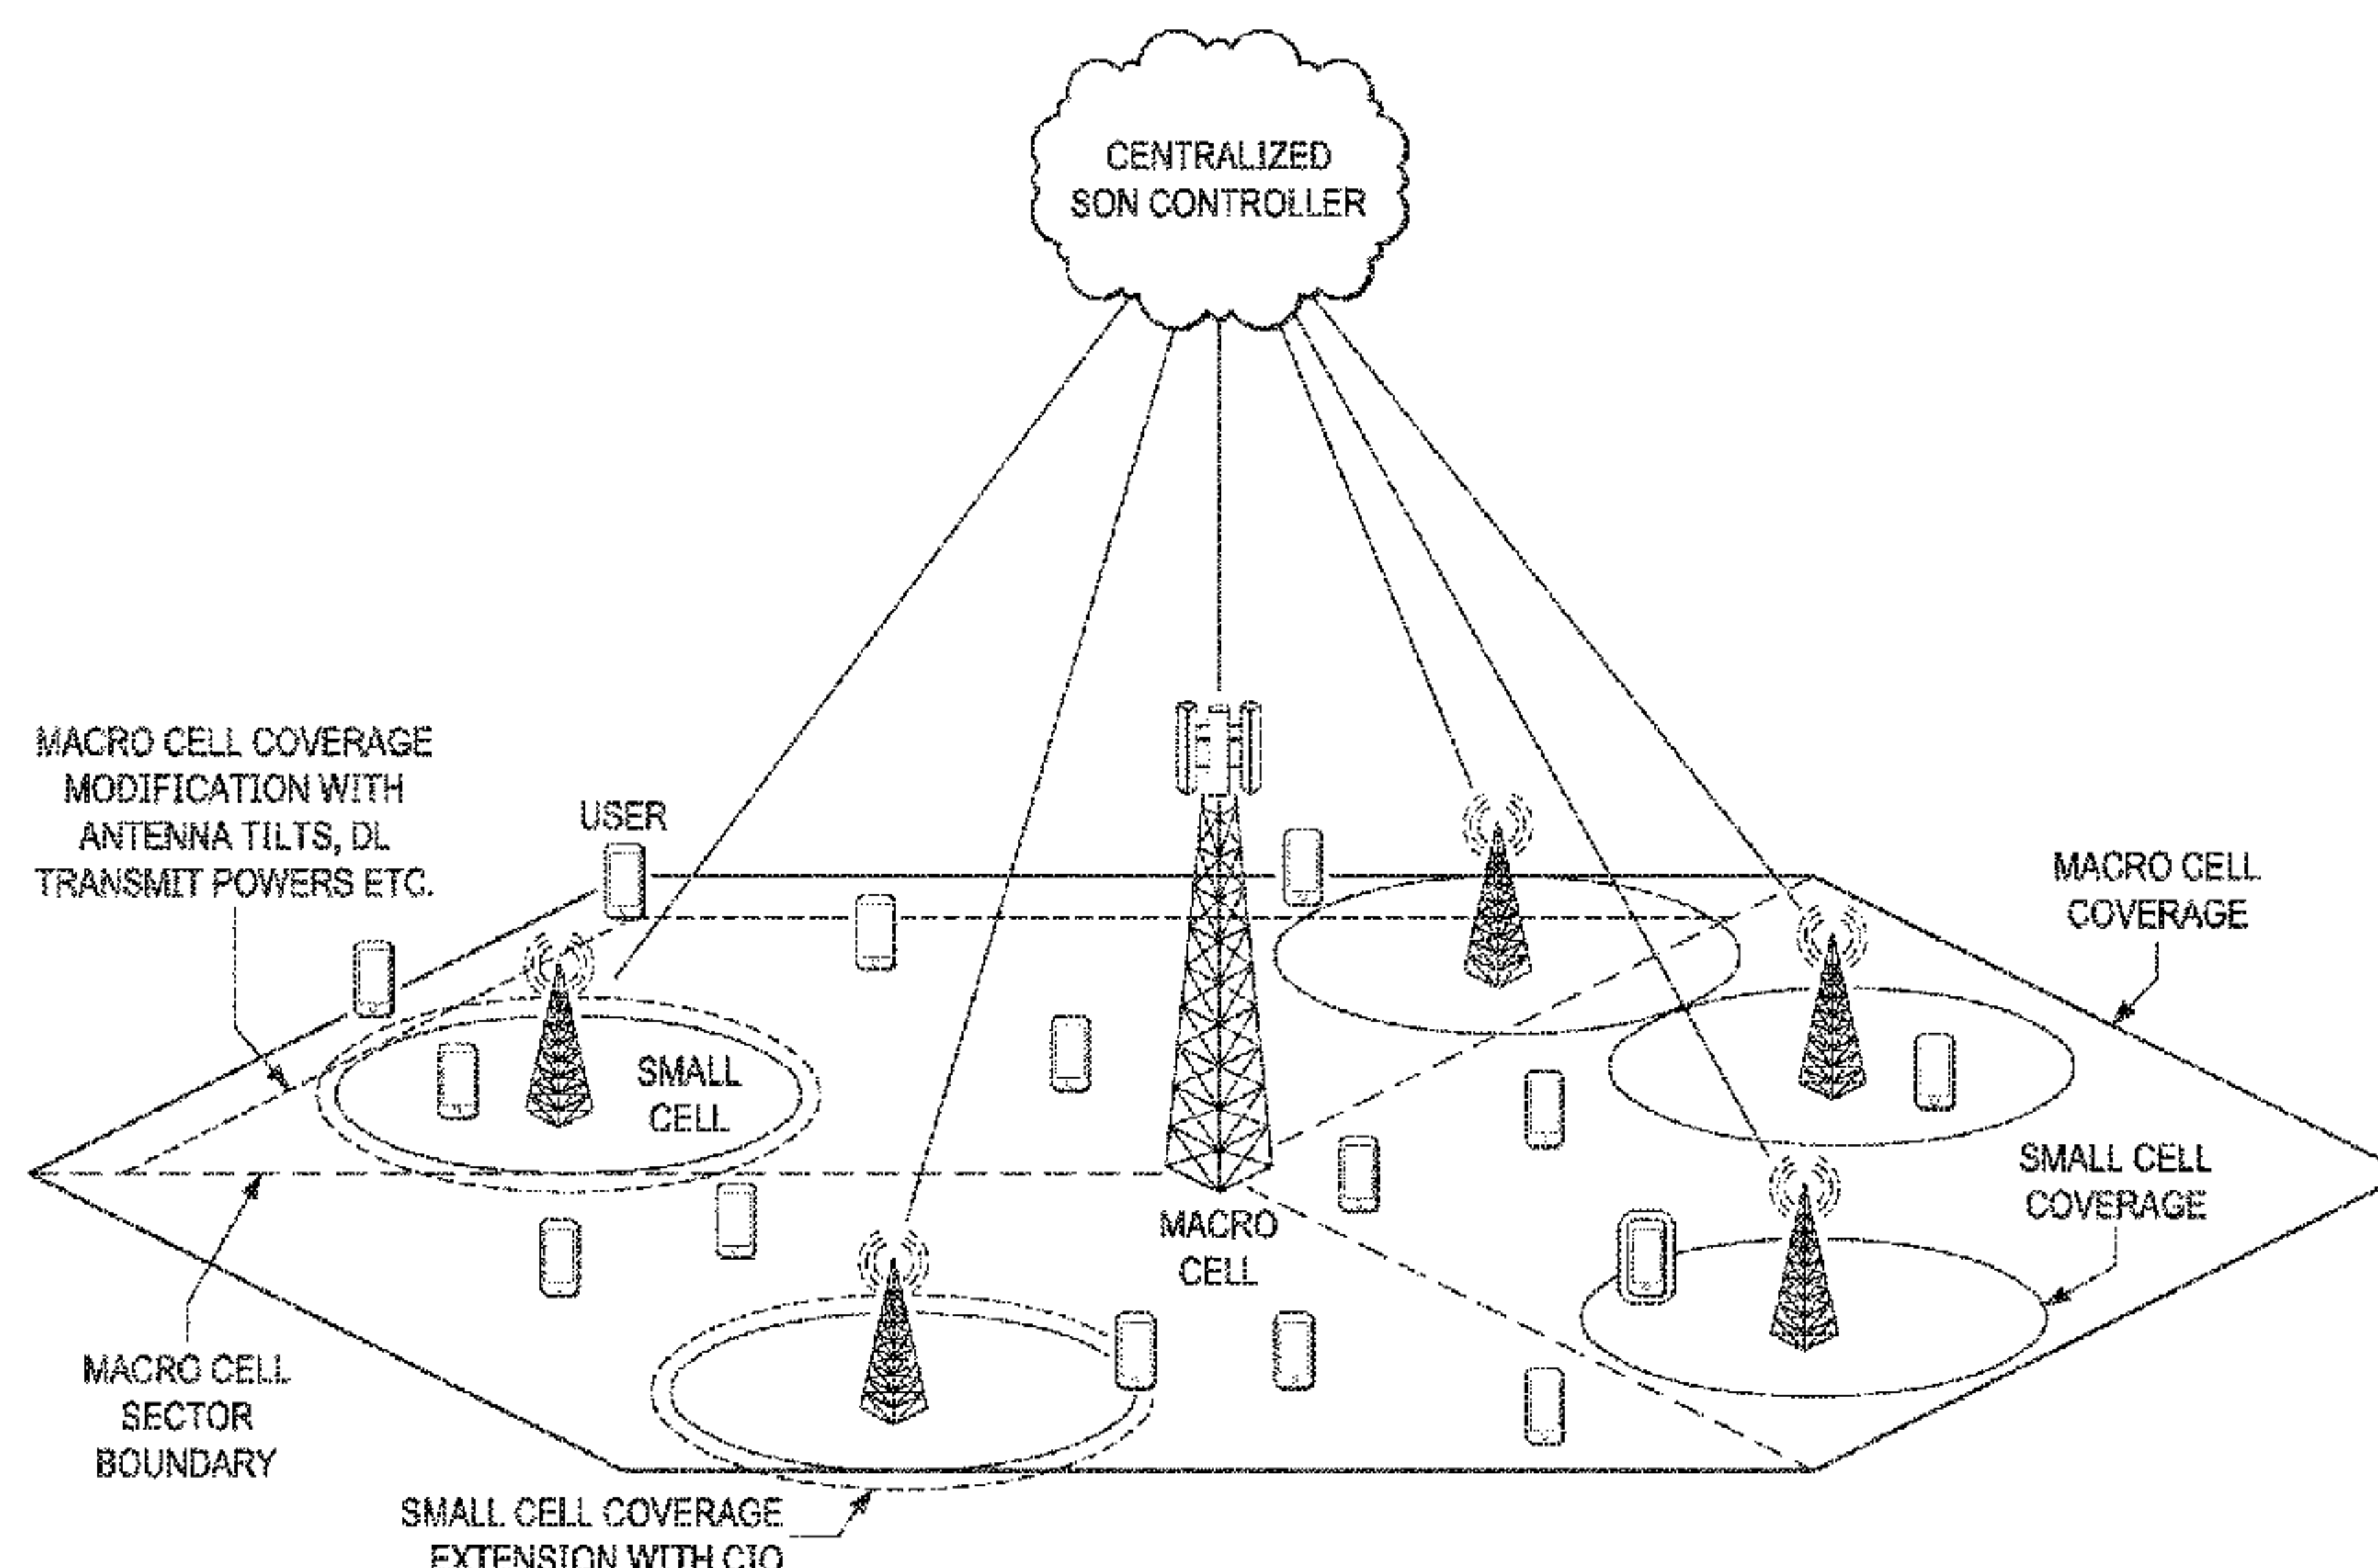 CENTRALIZED
SON CONTROLLER
MACRO CELL COVERAGE
MODIFICATION WITH
ANTENNA TILTS, DL
TRANSMIT POWERS ETC.
USER
MACRO CELL
COVERAGE
SMALL
CELL
SMALL CELL
COVERAGE
MACRO
CELL
MACRO CELL
SECTOR
BOUNDARY
SMALL CELL COVERAGE
EXTENSION WITH CIO